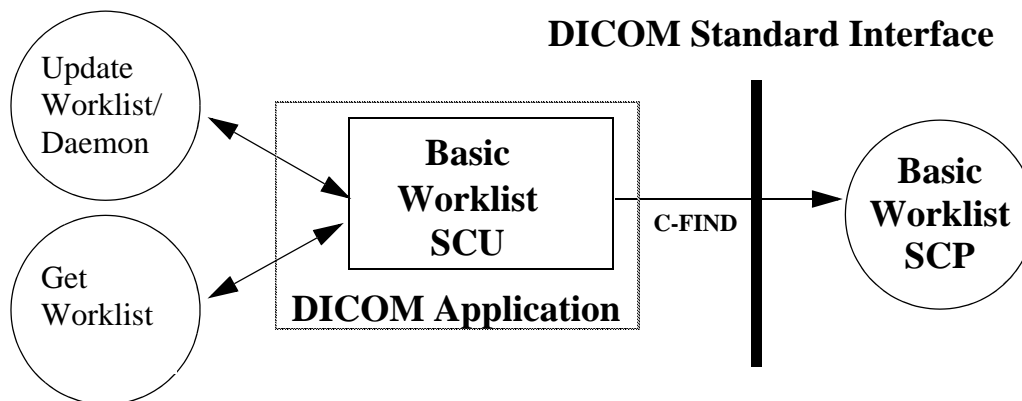 DICOM Standard Interface
Update
Worklist/
Daemon
Basic
Worklist
SCU
C-FIND
Basic
Worklist
SCP
Get
Worklist
DICOM Application